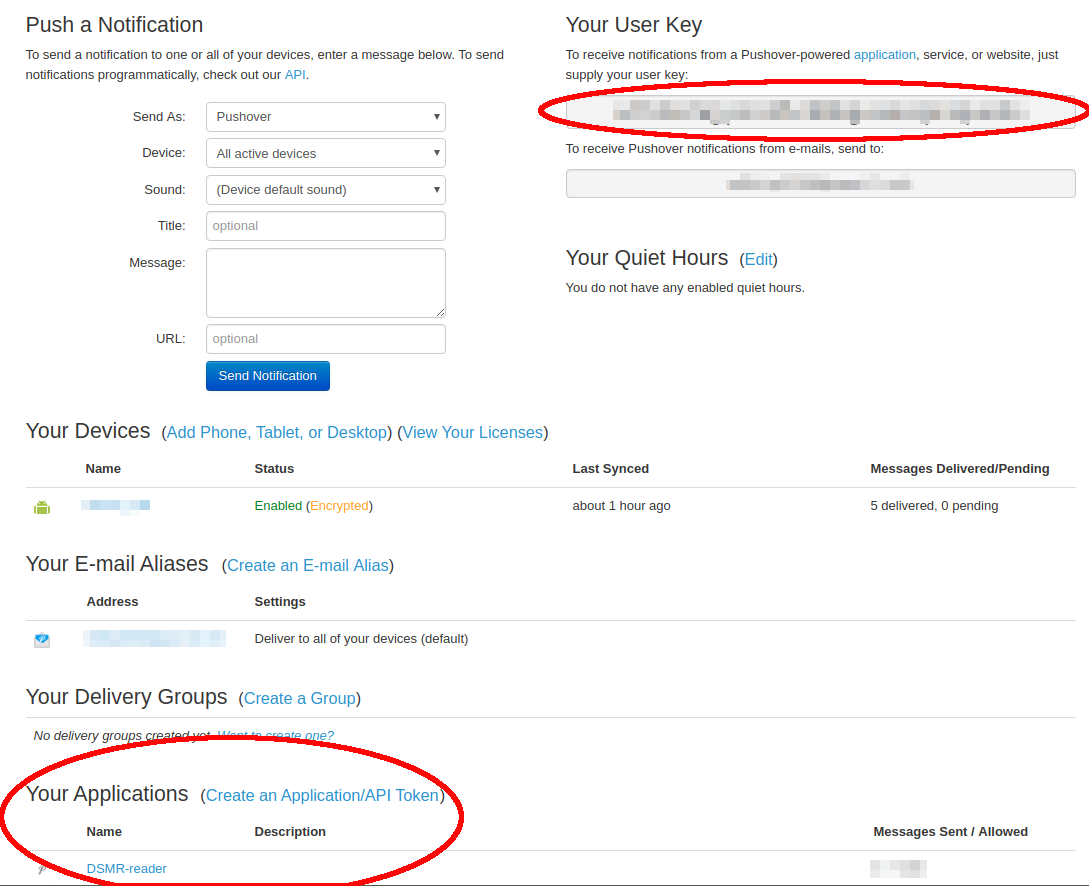 Push a Notification
To send a notification to one or all of your devices, enter a message below. To send
notifications programmatically, check out our API.
Send As: Pushover
Device: All active devices
Sound: (Device default sound)
Title: optional
Message:
URL: optional
Send Notification
Your User Key
To receive notifications from a Pushover-powered application, service, or website, just
supply your user key:
To receive Pushover notifications from e-mails, send to:
Your Quiet Hours (Edit)
You do not have any enabled quiet hours.
Your Devices (Add Phone, Tablet, or Desktop) (View Your Licenses)
Name Status Last Synced Messages Delivered/Pending
Enabled (Encrypted) about 1 hour ago 5 delivered, 0 pending
Your E-mail Aliases (Create an E-mail Alias)
Address Settings
Deliver to all of your devices (default)
Your Delivery Groups (Create a Group)
No delivery groups created yet. Want to create one?
Your Applications (Create an Application/API Token)
Name Description Messages Sent / Allowed
DSMR-reader